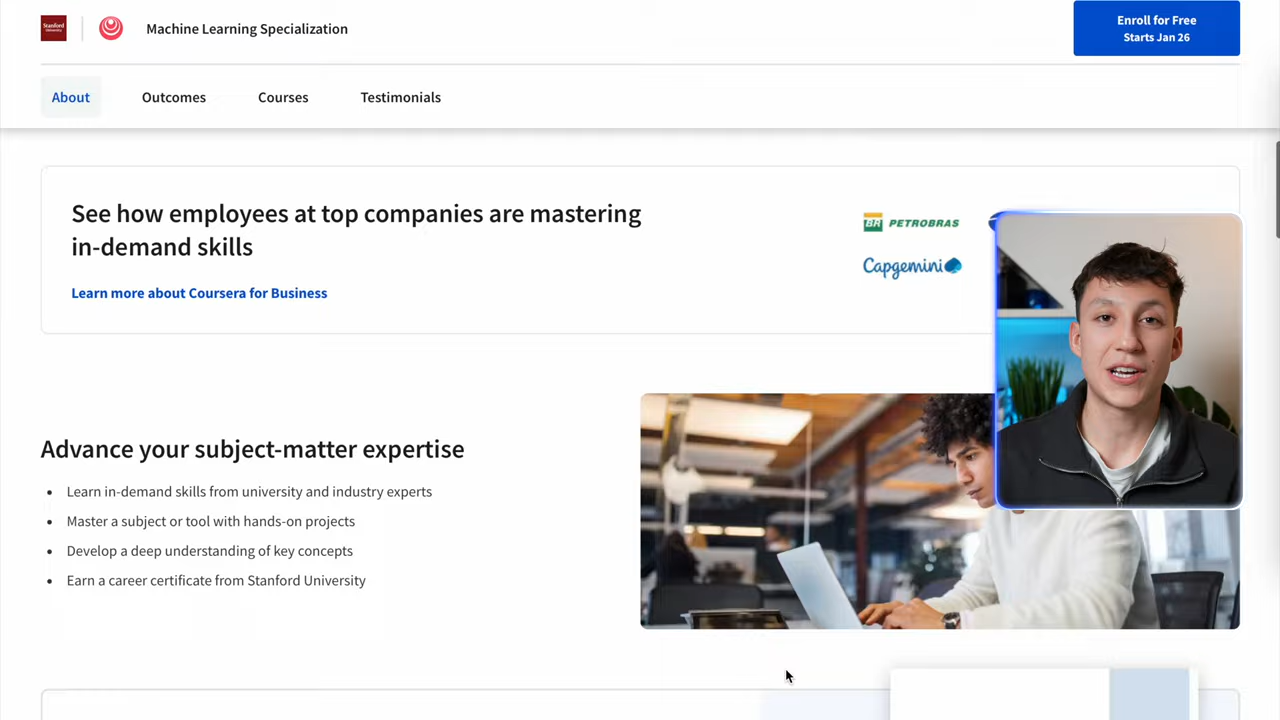 Stanford
University
Machine Learning Specialization
Enroll for Free
Starts Jan 26
About
Outcomes
Courses
Testimonials
See how employees at top companies are mastering
in-demand skills
BR PETROBRAS
Capgemini
Learn more about Coursera for Business
Advance your subject-matter expertise
Learn in-demand skills from university and industry experts
Master a subject or tool with hands-on projects
Develop a deep understanding of key concepts
Earn a career certificate from Stanford University